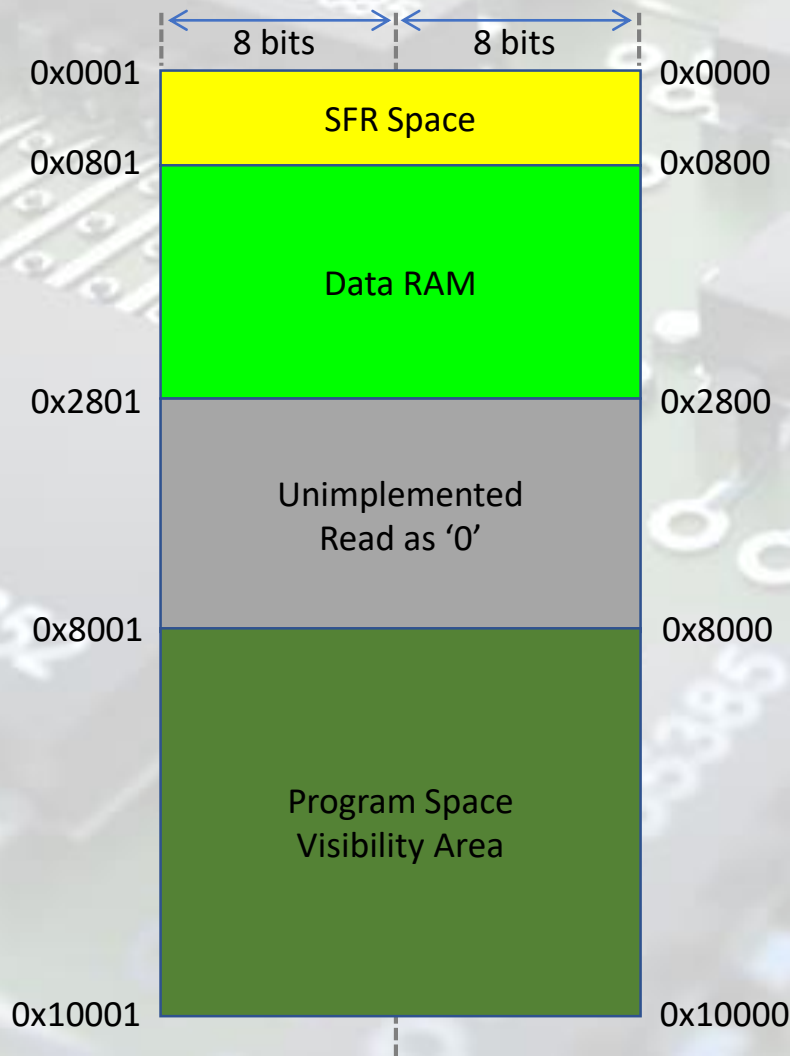 8 bits 8 bits
0x0001 0x0000
SFR Space
0x0801 0x0800
Data RAM
0x2801 0x2800
Unimplemented
Read as ‘0’
0x8001 0x8000
Program Space
Visibility Area
0x10001 0x10000